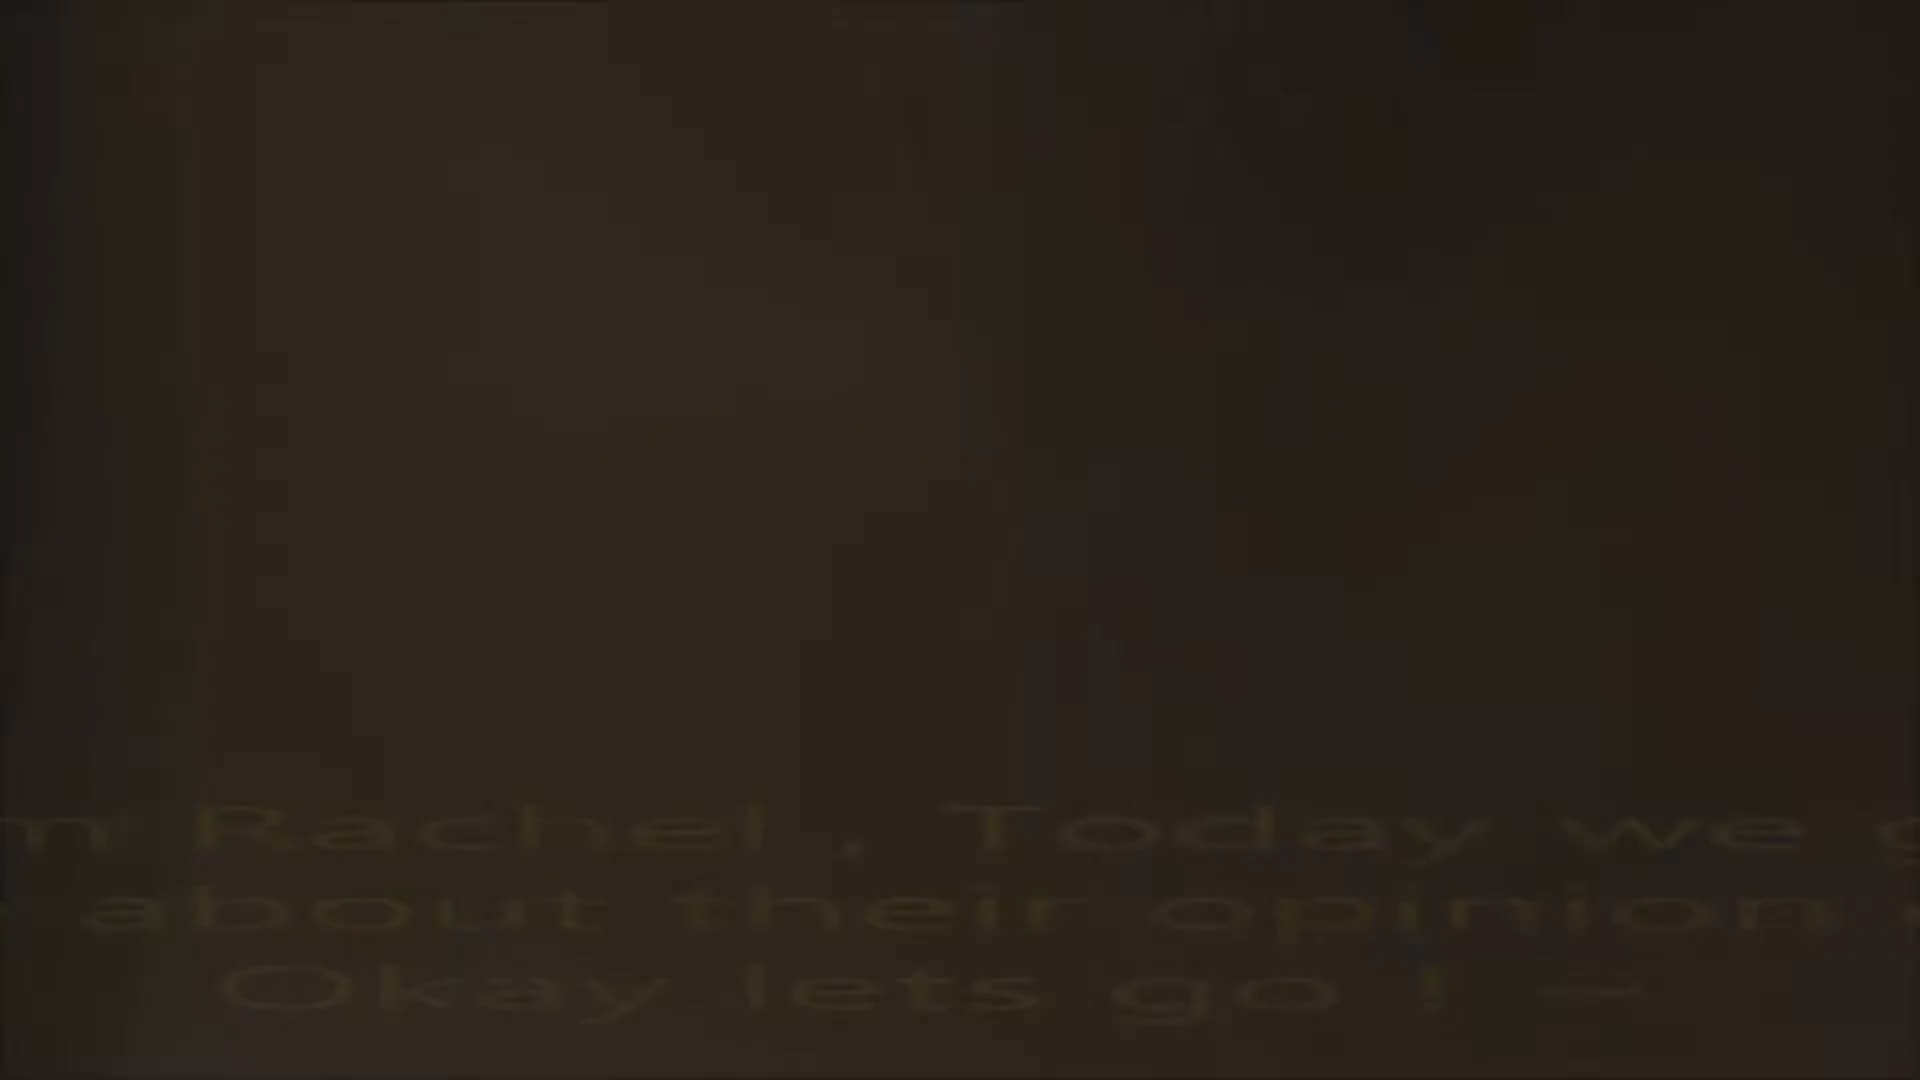 m Rachel , Today we
about their opinion
Okay lets go ! –